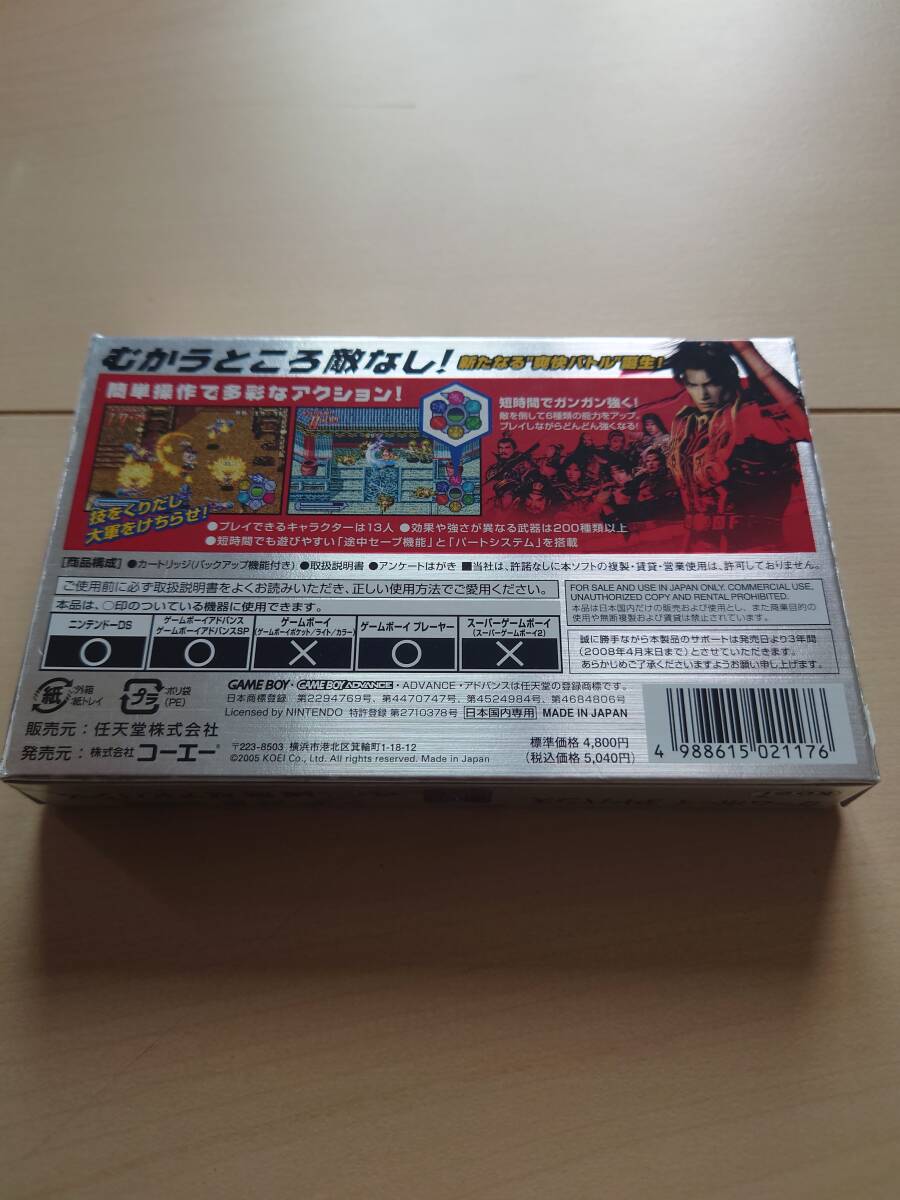 むかうところ敵なし！ 新たなる"爽快バトル"誕生！
簡単操作で多彩なアクション！
短時間でガンガン強く！
敵を倒して6種類の能力をアップ。
プレイしながらどんどん強くなる！
技をくりだし
大軍をけちらせ！
●プレイできるキャラクターは13人 ●効果や強さが異なる武器は200種類以上
●短時間でも遊びやすい「途中セーブ機能」と「パートシステム」を搭載
[商品構成] ●カートリッジ(バックアップ機能付き) ●取扱説明書 ●アンケートはがき ■当社は、許諾なしに本ソフトの複製・賃貸・営業使用は、許可しておりません。
ご使用前に必ず取扱説明書をよくお読みいただき、正しい使用方法でご愛用ください。
本品は、○印のついている機器に使用できます。
ニンテンドーDS
ゲームボーイアドバンス
ゲームボーイアドバンスSP
ゲームボーイ
(ゲームボーイポケット/ライト/カラー)
ゲームボーイ プレーヤー
スーパーゲームボーイ
(スーパーゲームボーイ2)
FOR SALE AND USE IN JAPAN ONLY. COMMERCIAL USE,
UNAUTHORIZED COPY AND RENTAL PROHIBITED.
本品は日本国内だけの販売および使用とし、また商業目的の
使用や無断複製および賃貸は禁止されています。
誠に勝手ながら本製品のサポートは発売日より3年間
(2008年4月末日まで)とさせていただきます。
あらかじめご了承くださいますようお願い申し上げます。
紙 外箱
紙トレイ
プラ ポリ袋
(PE)
GAME BOY・GAME BOY ADVANCE・ADVANCE・アドバンスは任天堂の登録商標です。
日本商標登録 第2294769号、第4470747号、第4524984号、第4684806号
Licensed by NINTENDO 特許登録 第2710378号 日本国内専用 MADE IN JAPAN
販売元：任天堂株式会社
発売元：株式会社コーエー 〒223-8503 横浜市港北区箕輪町1-18-12
©2005 KOEI Co., Ltd. All rights reserved. Made in Japan
標準価格 4,800円
(税込価格 5,040円)
4 988615 021176